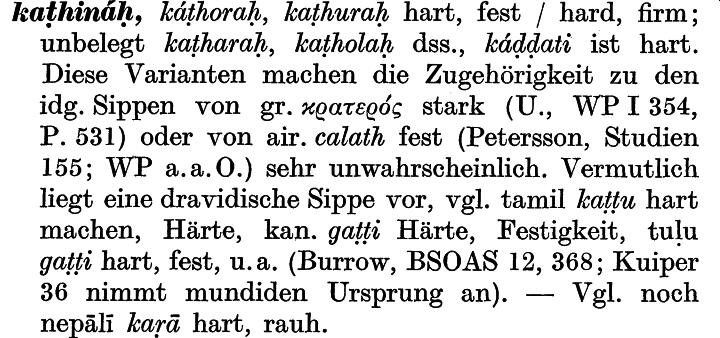 kaṭhináḥ, káṭhoraḥ, kaṭhuraḥ hart, fest / hard, firm;
unbelegt kaṭharaḥ, kaṭholaḥ dss., káḍḍati ist hart.
Diese Varianten machen die Zugehörigkeit zu den
idg. Sippen von gr. κρατερός stark (U., WP I 354,
P. 531) oder von air. calath fest (Petersson, Studien
155; WP a.a.O.) sehr unwahrscheinlich. Vermutlich
liegt eine dravidische Sippe vor, vgl. tamil kaṭṭu hart
machen, Härte, kan. gaṭṭi Härte, Festigkeit, tuḷu
gaṭṭi hart, fest, u.a. (Burrow, BSOAS 12, 368; Kuiper
36 nimmt mundiden Ursprung an). — Vgl. noch
nepālī kaṛā hart, rauh.